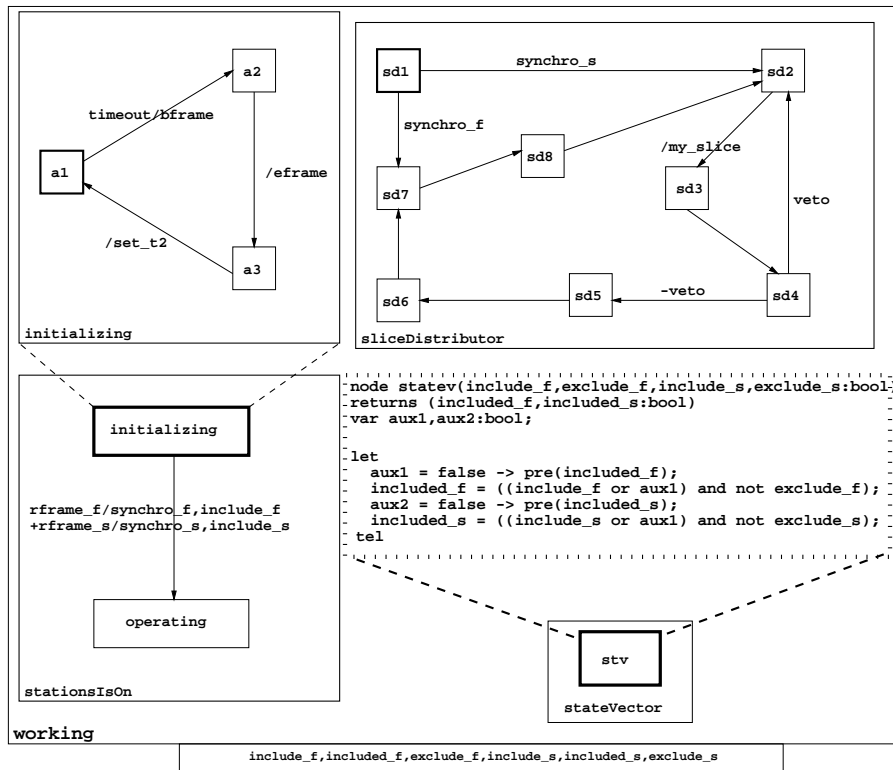 a2
timeout/bframe
a1
/eframe
/set_t2
a3
initializing
sd1
synchro_s
sd2
synchro_f
sd8
/my_slice
sd7
sd3
veto
sd6
sd5
-veto
sd4
sliceDistributor
initializing
rframe_f/synchro_f,include_f
+rframe_s/synchro_s,include_s
operating
stationsIsOn
node statev(include_f,exclude_f,include_s,exclude_s:bool)
returns (included_f,included_s:bool)
var aux1,aux2:bool;
let
aux1 = false -> pre(included_f);
included_f = ((include_f or aux1) and not exclude_f);
aux2 = false -> pre(included_s);
included_s = ((include_s or aux1) and not exclude_s);
tel
stv
stateVector
working
include_f,included_f,exclude_f,include_s,included_s,exclude_s